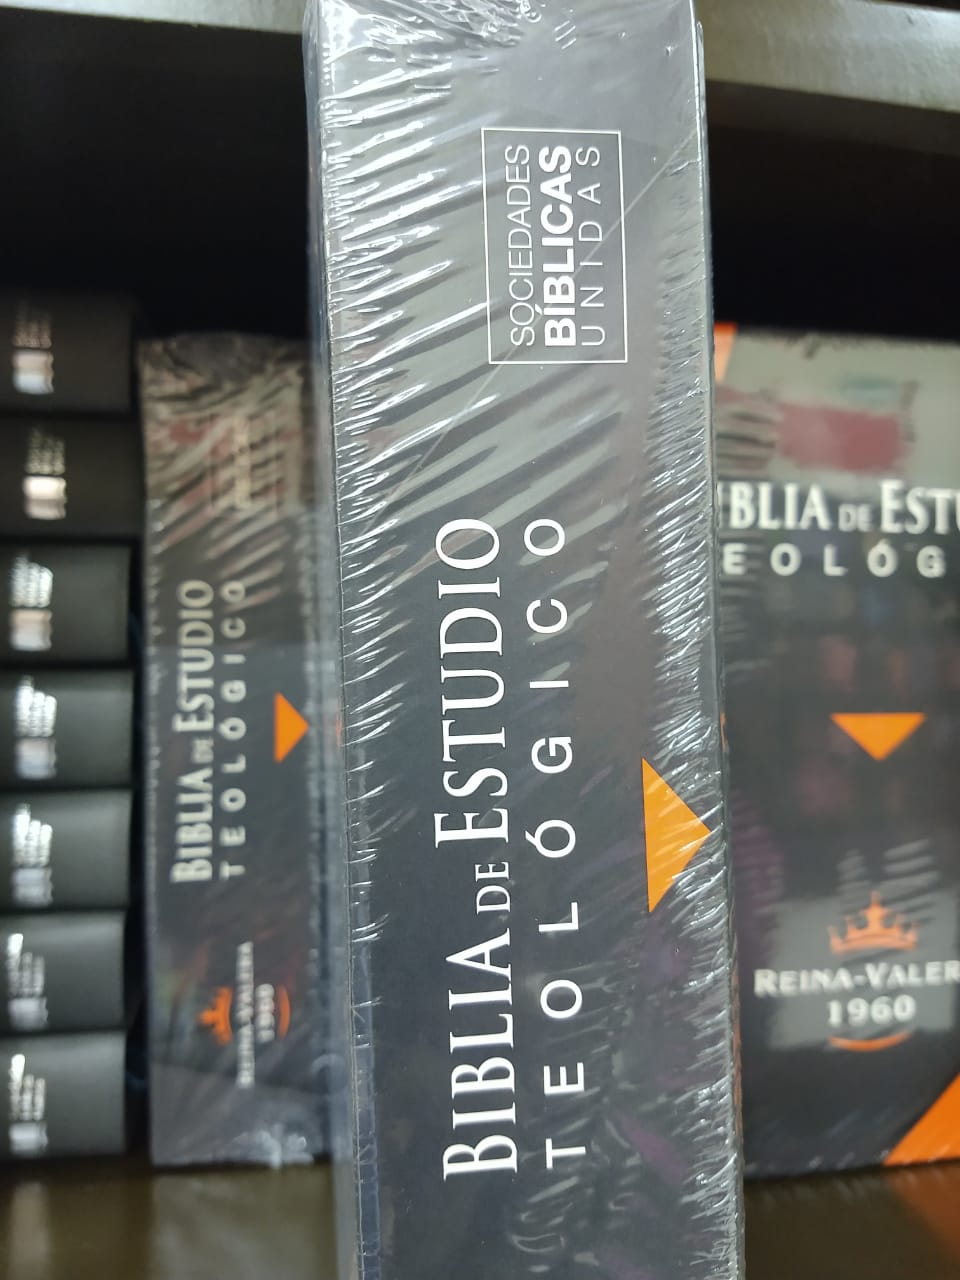 SOCIEDADES
BÍBLICAS
UNIDAS
BIBLIA DE ESTUDIO
TEOLÓGICO
BIBLIA DE ESTUDIO
TEOLÓGICO
REINA-VALERA
1960
BIBLIA DE ESTU
EOLÓG
REINA-VALER
1960